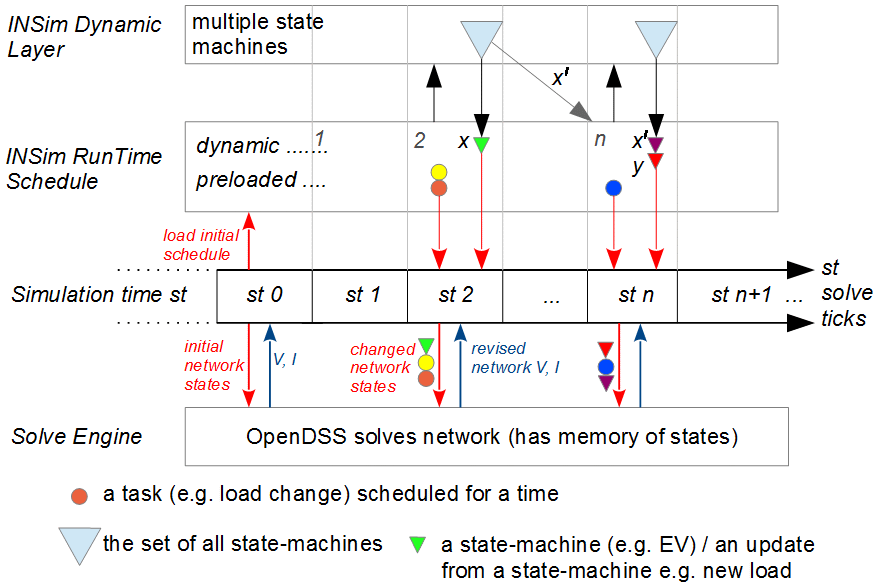 INSim Dynamic
Layer
multiple state
machines
x'
INSim RunTime
Schedule
dynamic .......
preloaded ....
1
2
x
n
x'
y
load initial
schedule
st
solve
ticks
Simulation time st
st 0
st 1
st 2
...
st n
st n+1 ...
initial
network
states
V, I
changed
network
states
revised
network V, I
Solve Engine
OpenDSS solves network (has memory of states)
a task (e.g. load change) scheduled for a time
the set of all state-machines
a state-machine (e.g. EV) / an update
from a state-machine e.g. new load